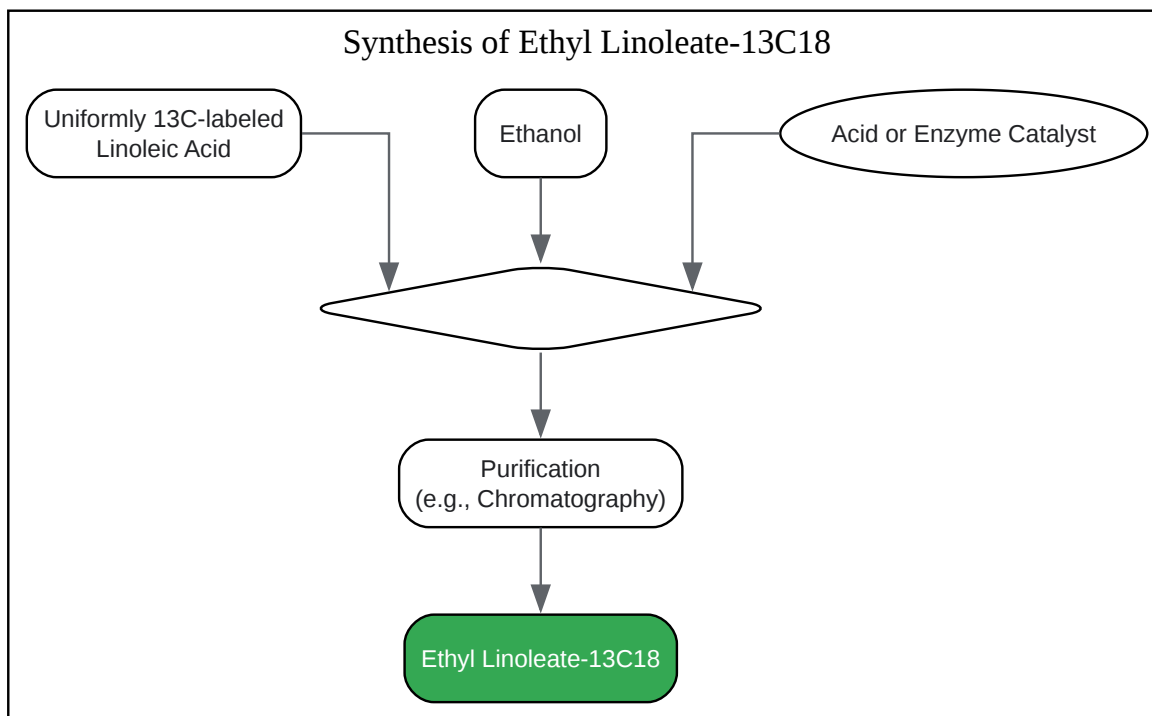 Synthesis of Ethyl Linoleate-13C18
Uniformly 13C-labeled
Linoleic Acid
Ethanol
Acid or Enzyme Catalyst
Purification
(e.g., Chromatography)
Ethyl Linoleate-13C18